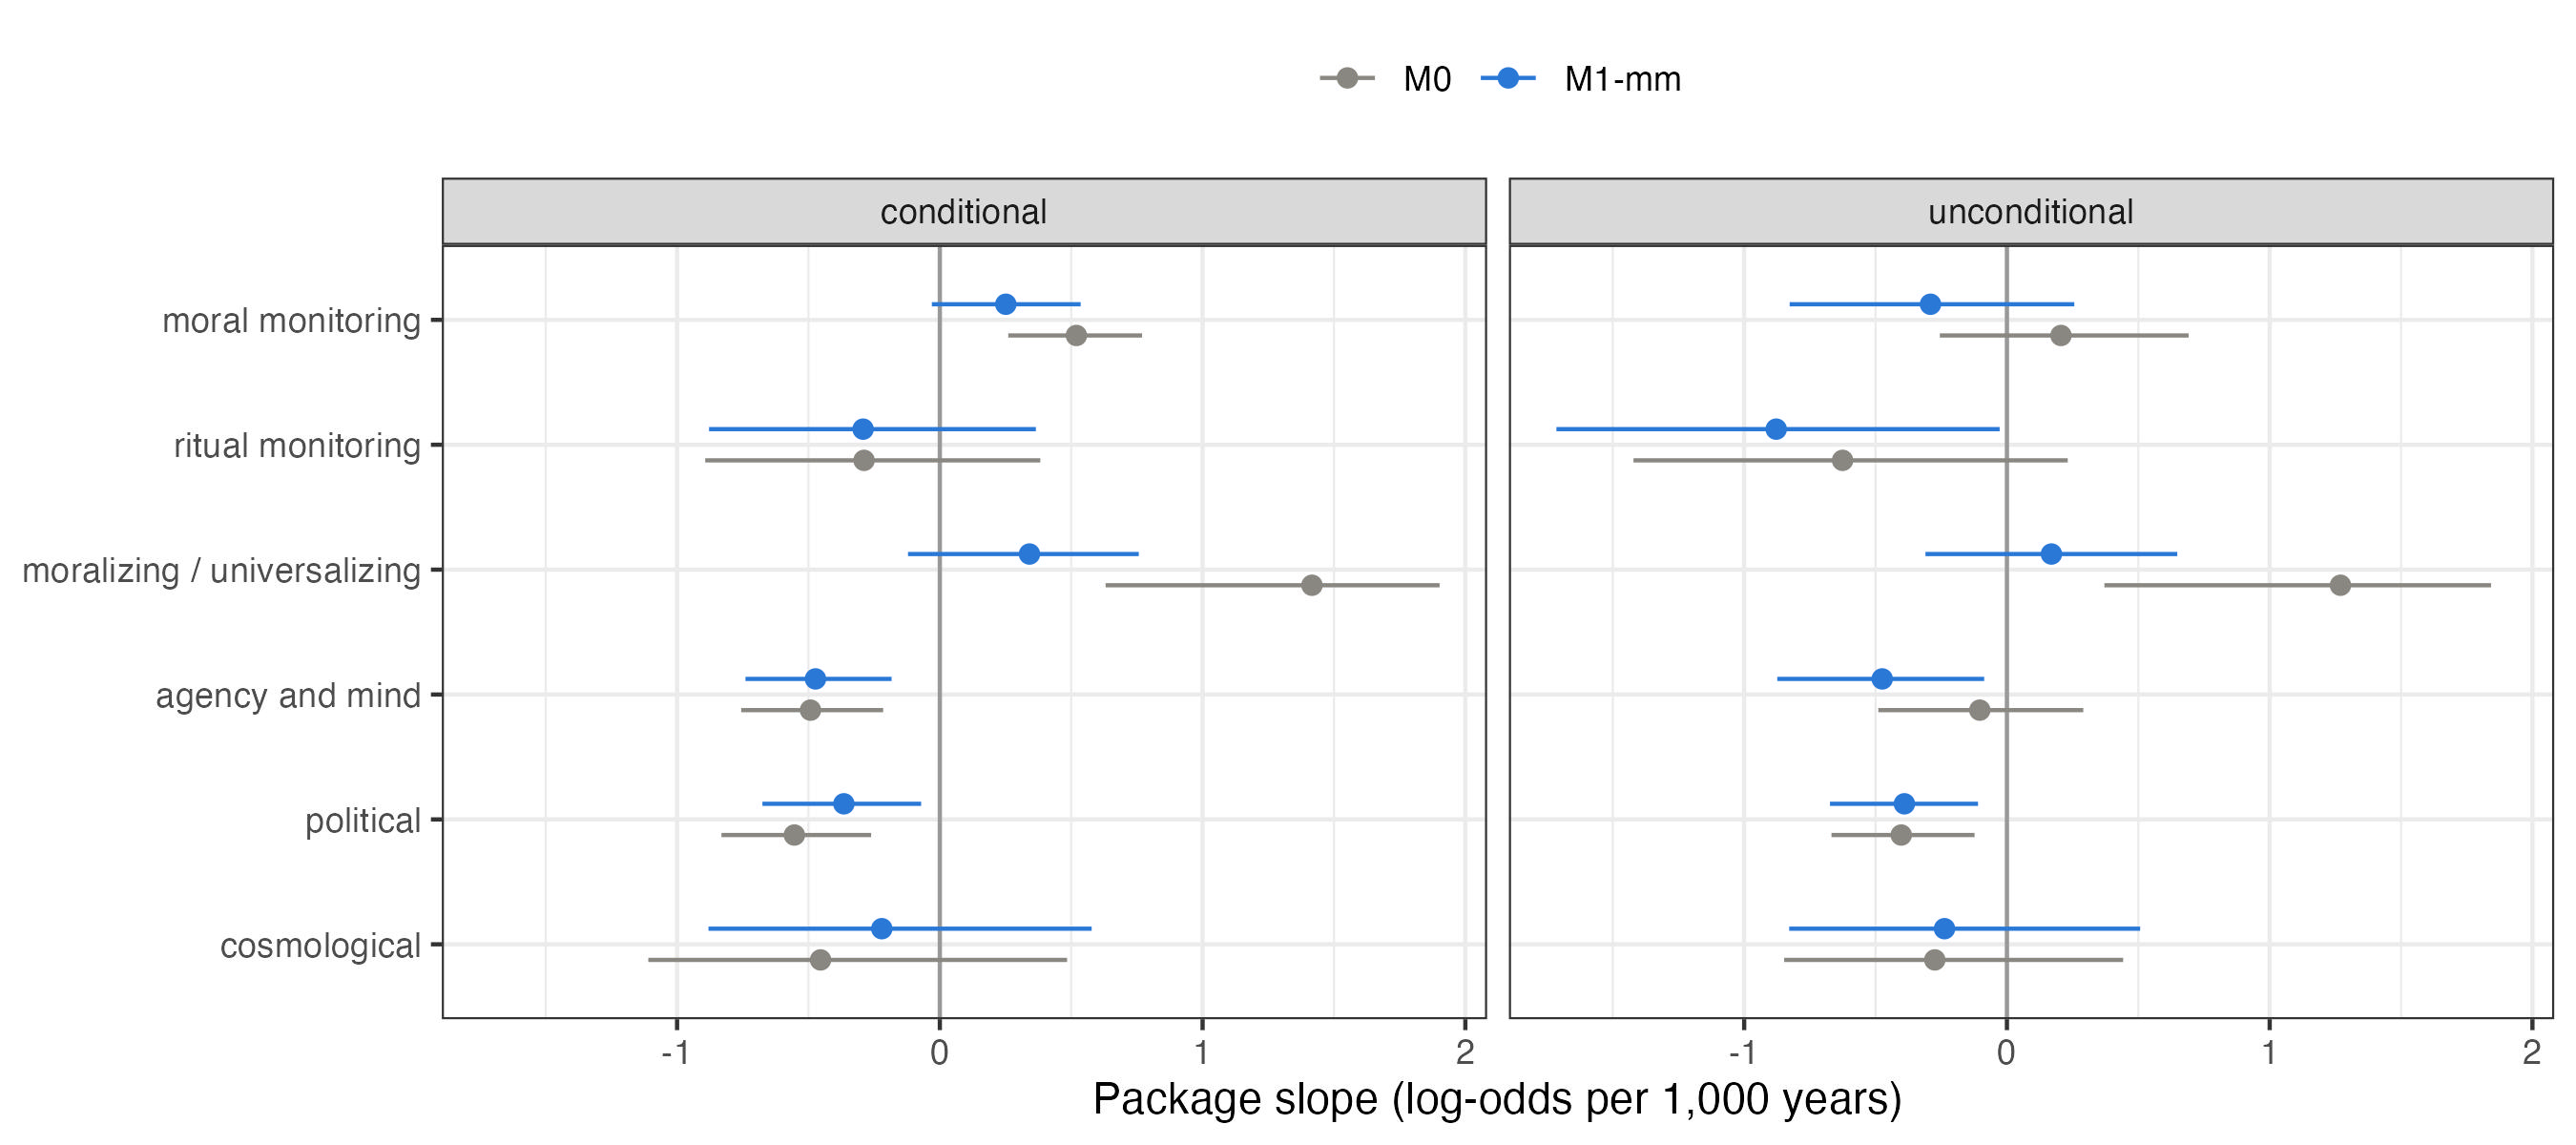 M0 M1-mm
conditional unconditional
moral monitoring
ritual monitoring
moralizing / universalizing
agency and mind
political
cosmological
-1 0 1 2 -1 0 1 2
Package slope (log-odds per 1,000 years)